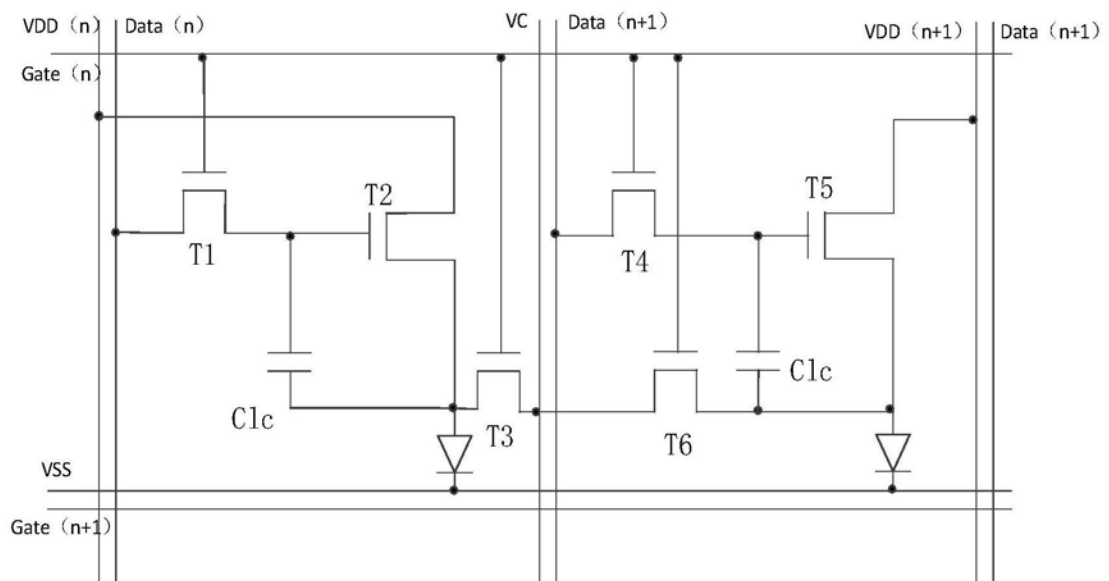 VDD（n） Data（n） VC Data（n+1） VDD（n+1） Data（n+1）
Gate（n）
T2 T5
T1 T4
Clc Clc
T3 T6
VSS
Gate（n+1）